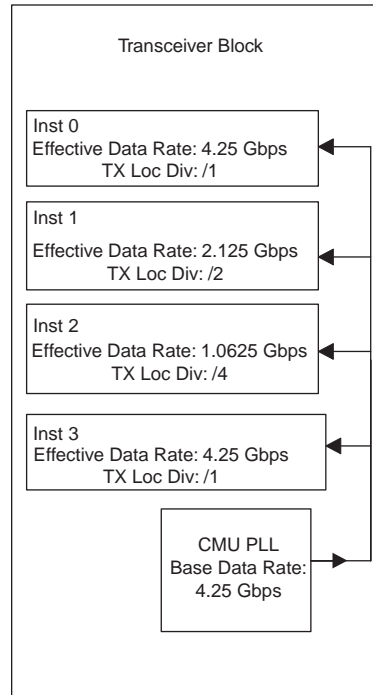 Transceiver Block
Inst 0
Effective Data Rate: 4.25 Gbps
TX Loc Div: /1
Inst 1
Effective Data Rate: 2.125 Gbps
TX Loc Div: /2
Inst 2
Effective Data Rate: 1.0625 Gbps
TX Loc Div: /4
Inst 3
Effective Data Rate: 4.25 Gbps
TX Loc Div: /1
CMU PLL
Base Data Rate:
4.25 Gbps